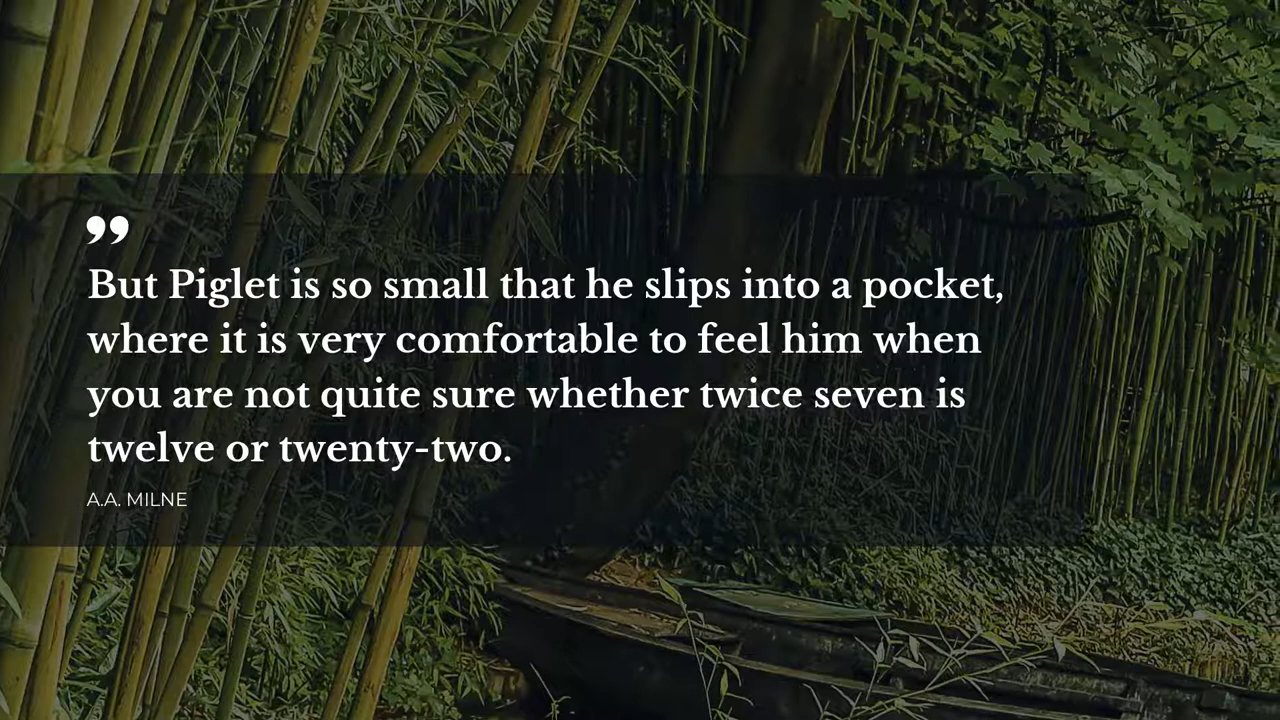 ”
But Piglet is so small that he slips into a pocket,
where it is very comfortable to feel him when
you are not quite sure whether twice seven is
twelve or twenty-two.
A.A. MILNE